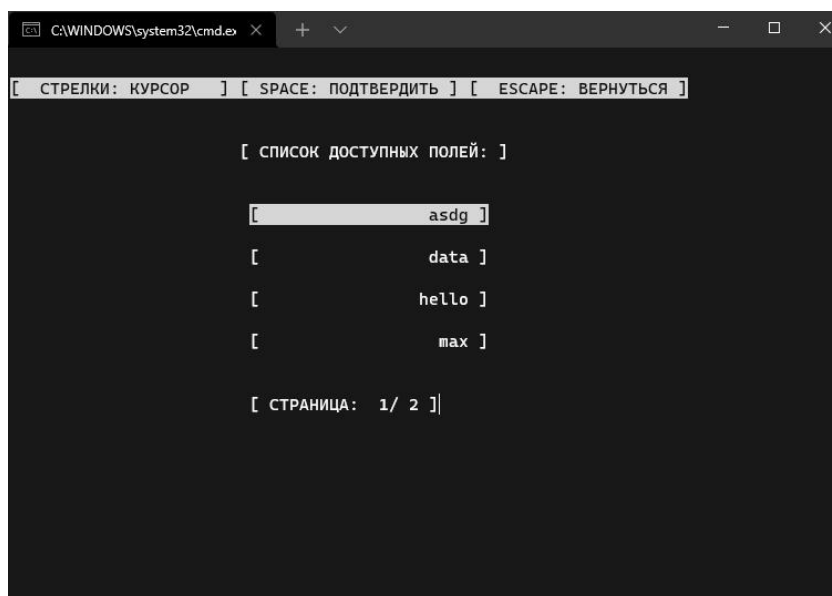 C:\WINDOWS\system32\cmd.ex
[ СТРЕЛКИ: КУРСОР ] [ SPACE: ПОДТВЕРДИТЬ ] [ ESCAPE: ВЕРНУТЬСЯ ]
[ СПИСОК ДОСТУПНЫХ ПОЛЕЙ: ]
[ asdg ]
[ data ]
[ hello ]
[ max ]
[ СТРАНИЦА: 1/ 2 ]